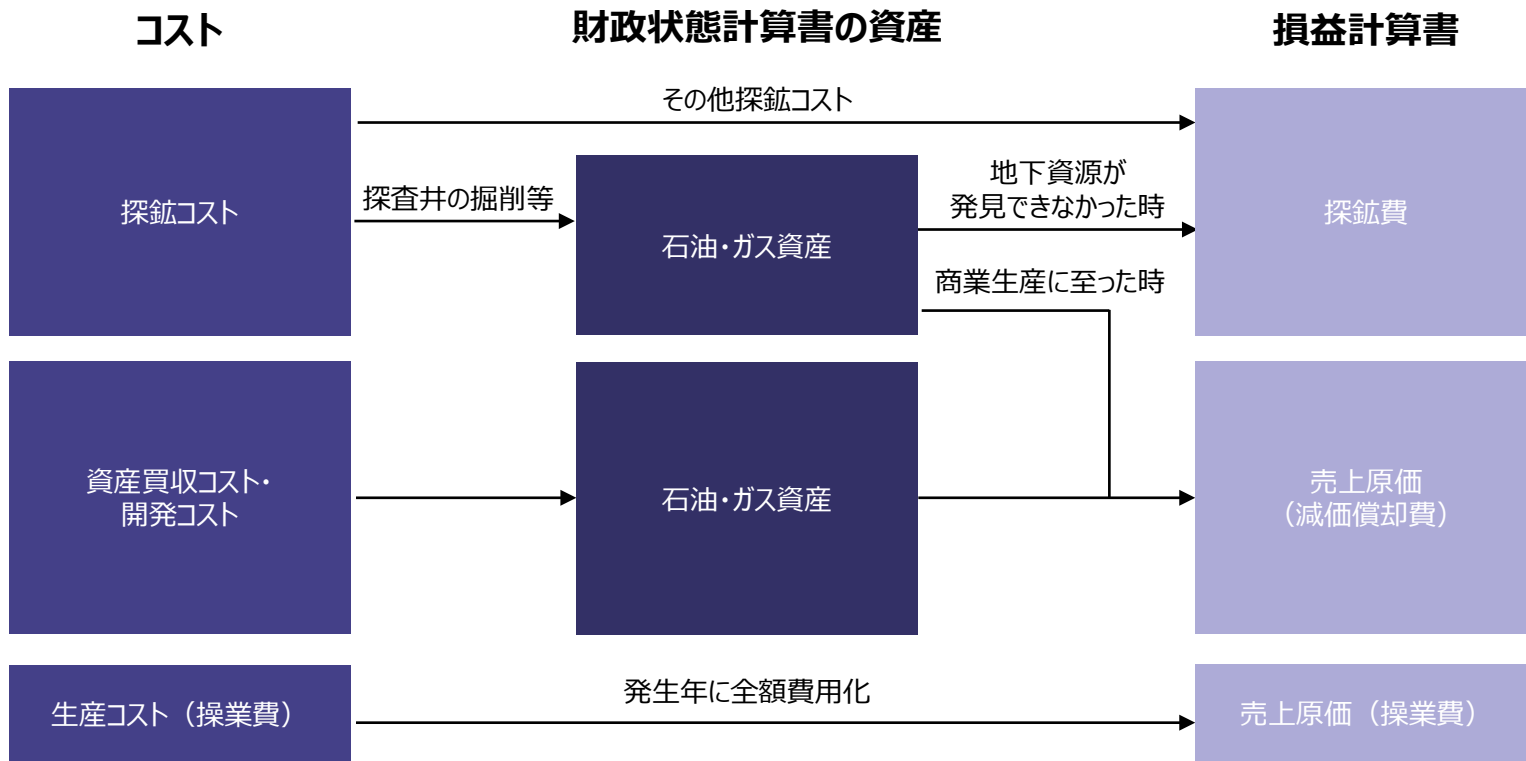 コスト
財政状態計算書の資産
損益計算書
その他探鉱コスト
探鉱コスト
探査井の掘削等
石油・ガス資産
地下資源が
発見できなかった時
探鉱費
商業生産に至った時
資産買収コスト・
開発コスト
石油・ガス資産
売上原価
（減価償却費）
生産コスト（操業費）
発生年に全額費用化
売上原価（操業費）